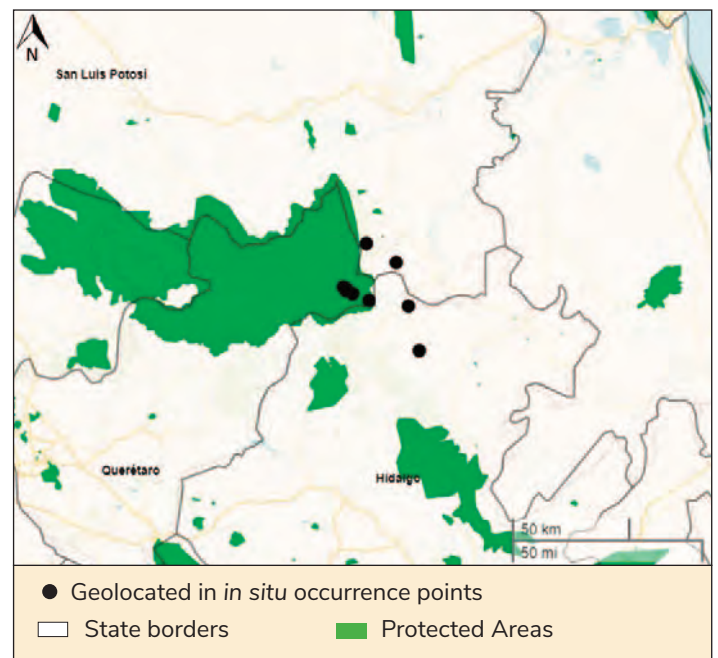 N
San Luis Potosí
Querétaro
Hidalgo
50 km
50 mi
Geolocated in in situ occurrence points
State borders
Protected Areas